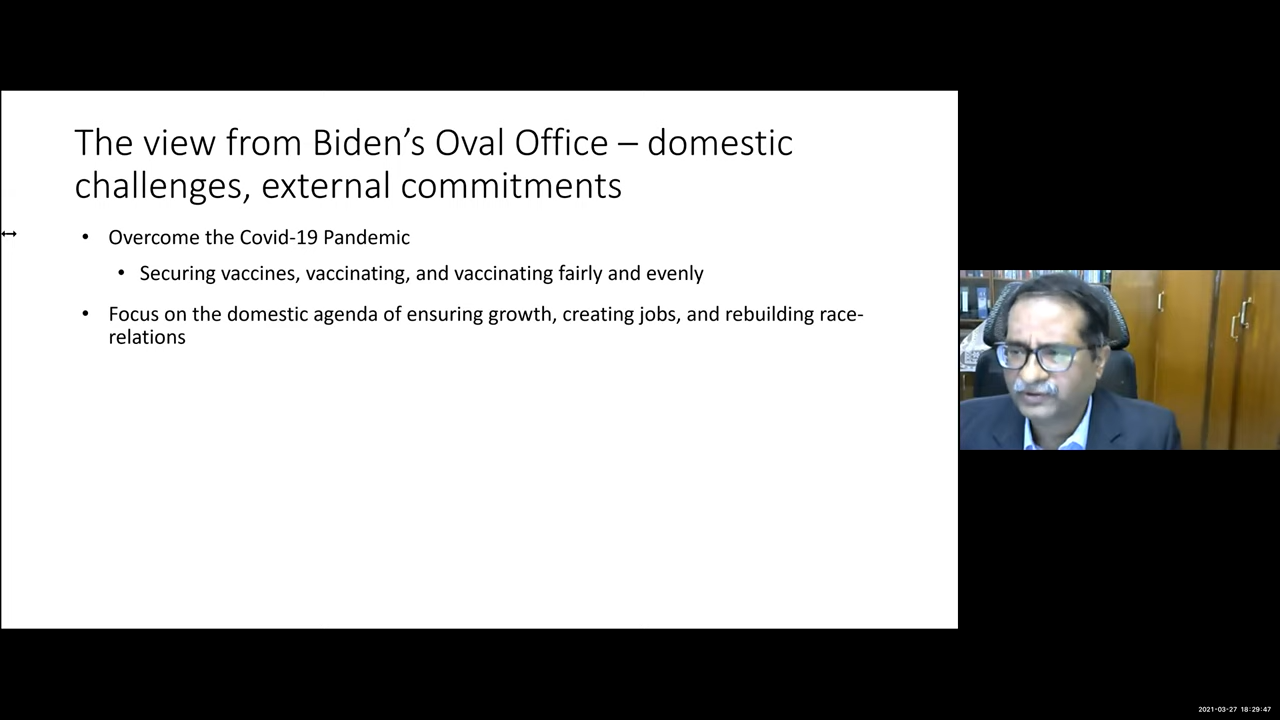 The view from Biden’s Oval Office – domestic
challenges, external commitments
• Overcome the Covid-19 Pandemic
• Securing vaccines, vaccinating, and vaccinating fairly and evenly
• Focus on the domestic agenda of ensuring growth, creating jobs, and rebuilding race-
relations
2021-03-27 18:29:47